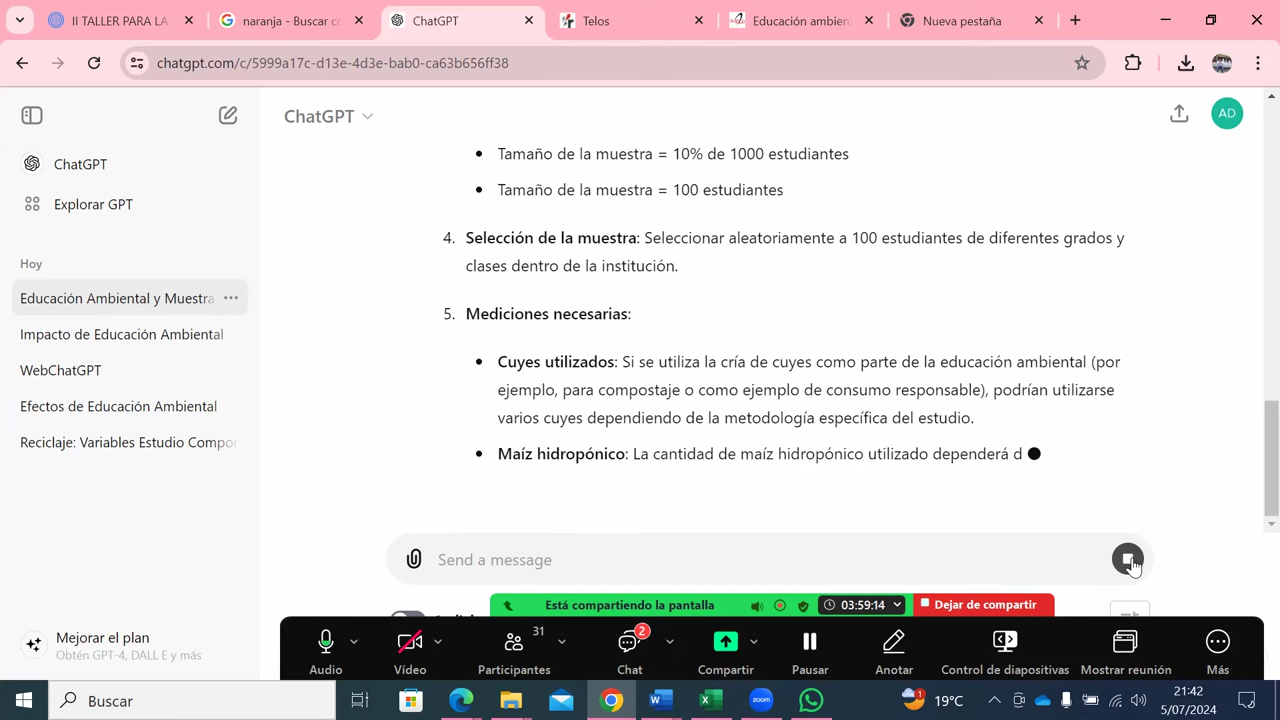 II TALLER PARA LA
naranja - Buscar co
ChatGPT
Telos
Educación ambien
Nueva pestaña
chatgpt.com/c/5999a17c-d13e-4d3e-bab0-ca63b656ff38
ChatGPT
AD
ChatGPT
Explorar GPT
Hoy
Educación Ambiental y Muestra
Impacto de Educación Ambiental
WebChatGPT
Efectos de Educación Ambiental
Reciclaje: Variables Estudio Compor
Mejorar el plan
Obtén GPT-4, DALL E y más
Tamaño de la muestra = 10% de 1000 estudiantes
Tamaño de la muestra = 100 estudiantes
4. Selección de la muestra: Seleccionar aleatoriamente a 100 estudiantes de diferentes grados y
clases dentro de la institución.
5. Mediciones necesarias:
Cuyes utilizados: Si se utiliza la cría de cuyes como parte de la educación ambiental (por
ejemplo, para compostaje o como ejemplo de consumo responsable), podrían utilizarse
varios cuyes dependiendo de la metodología específica del estudio.
Maíz hidropónico: La cantidad de maíz hidropónico utilizado dependerá d
Send a message
Está compartiendo la pantalla
03:59:14
Dejar de compartir
31
2
Audio
Vídeo
Participantes
Chat
Compartir
Pausar
Anotar
Control de diapositivas
Mostrar reunión
Más
Buscar
zoom
1
19°C
21:42
5/07/2024